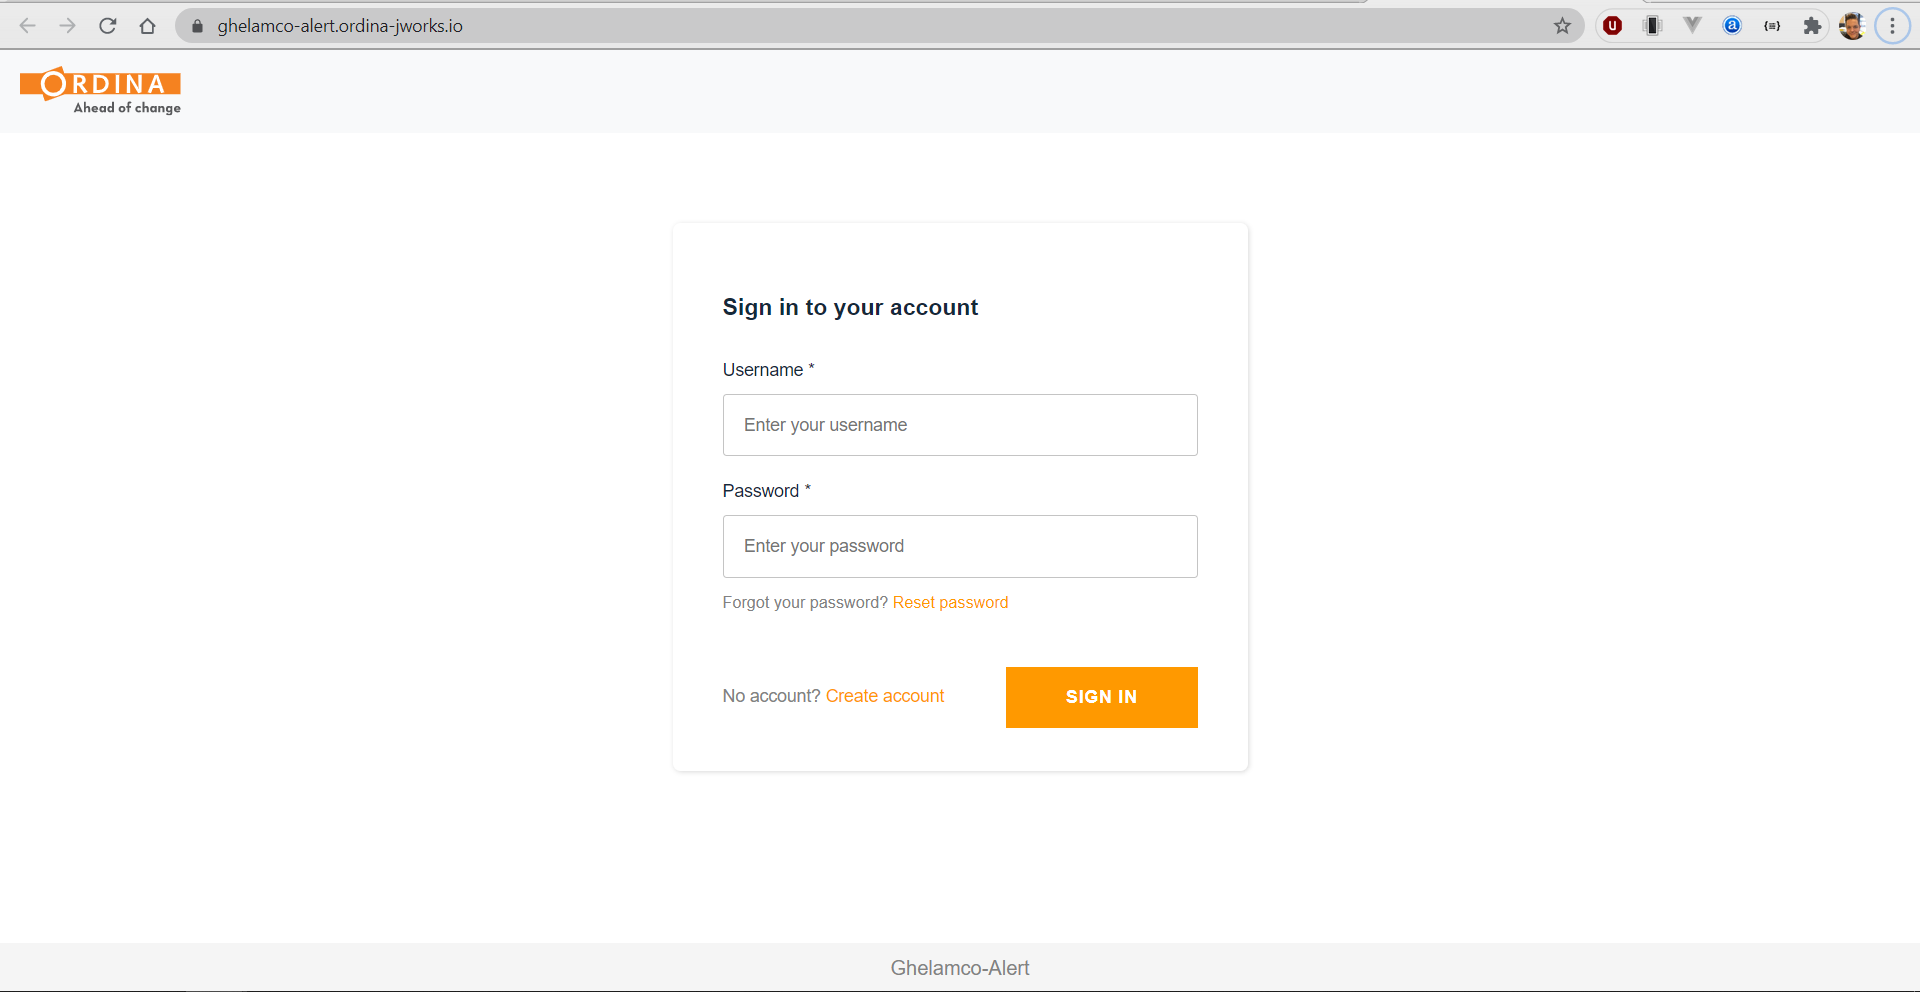 ghelamco-alert.ordina-jworks.io
ORDINA
Ahead of change
Sign in to your account
Username *
Enter your username
Password *
Enter your password
Forgot your password? Reset password
No account? Create account
SIGN IN
Ghelamco-Alert